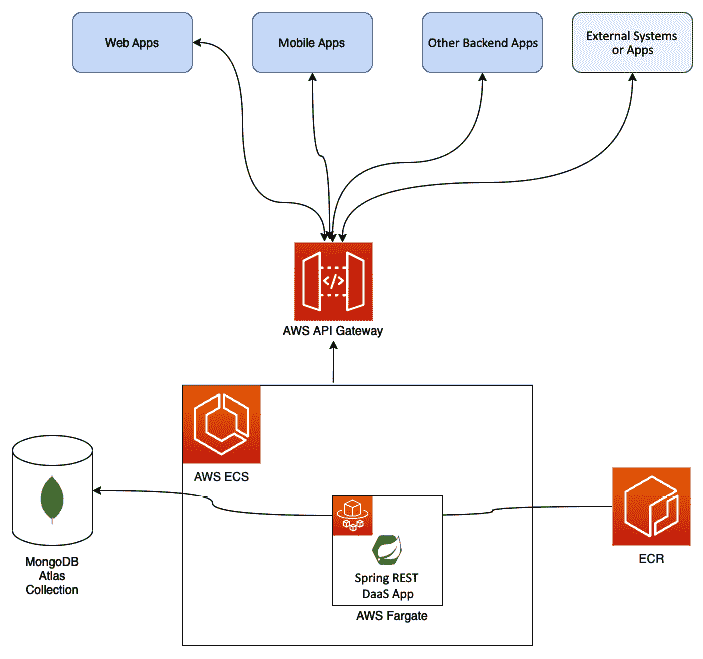 Web Apps
Mobile Apps
Other Backend Apps
External Systems
or Apps
</>
AWS API Gateway
AWS ECS
MongoDB
Atlas
Collection
Spring REST
DaaS App
AWS Fargate
ECR